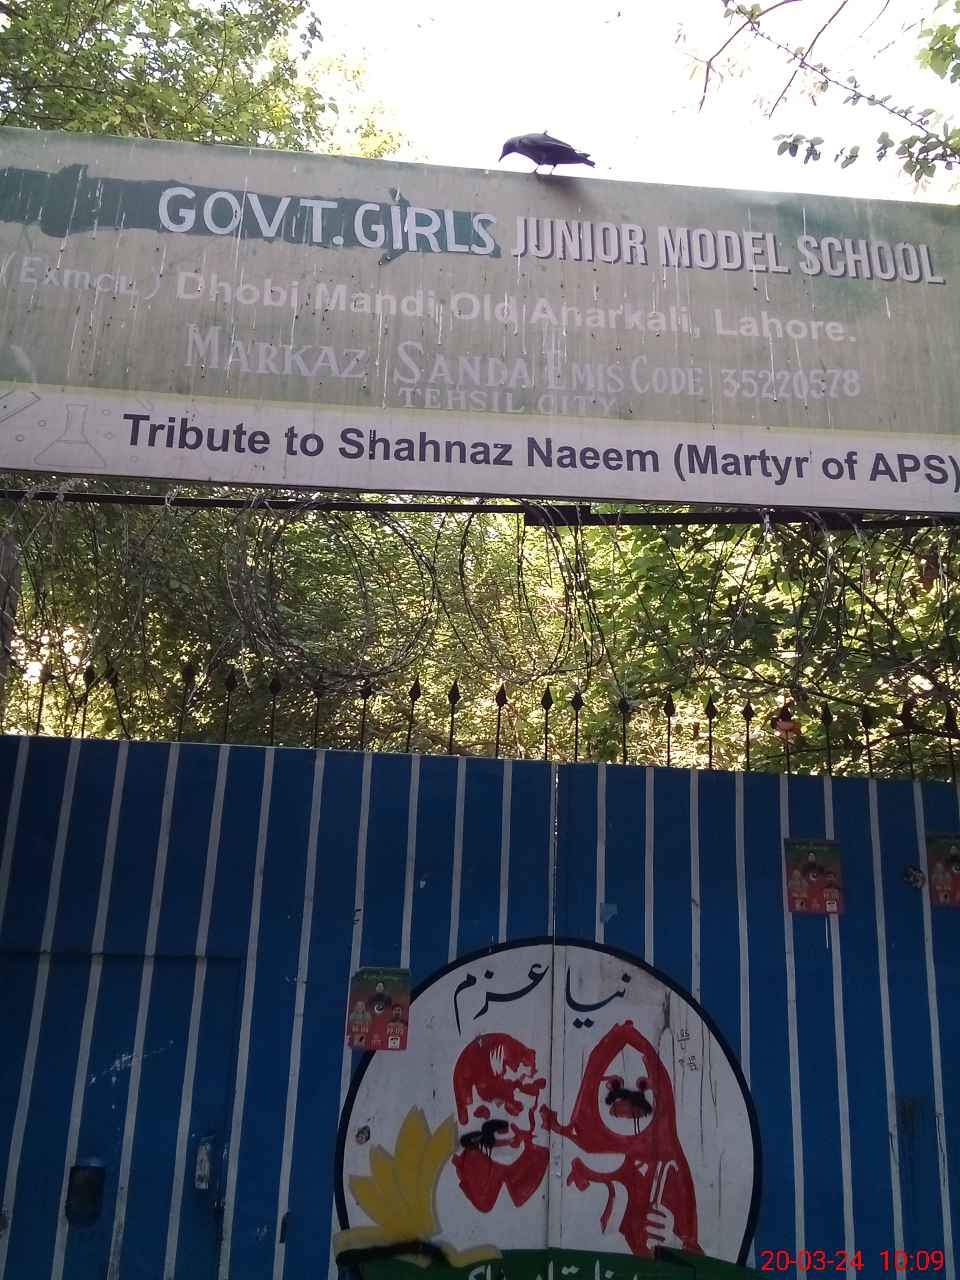 GOVT. GIRLS JUNIOR MODEL SCHOOL
(ExmcL) Dhobi Mandi Old Anarkali, Lahore.
MARKAZ SANDA EMIS CODE 35220578
TEHSIL CITY
Tribute to Shahnaz Naeem (Martyr of APS)
نیا عزم
20-03-24 10:09